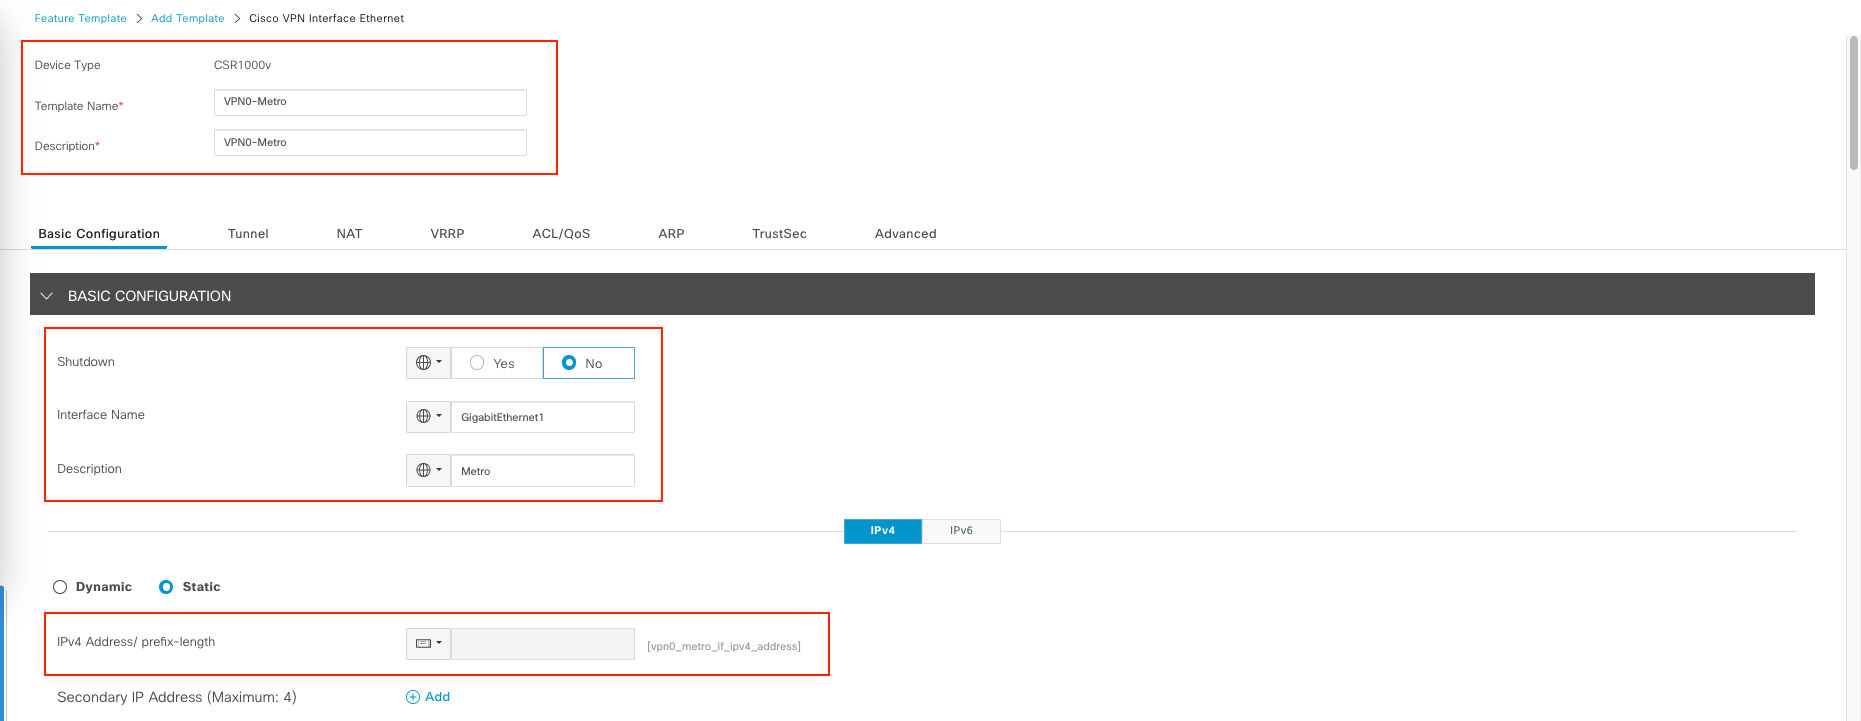 Feature Template > Add Template > Cisco VPN Interface Ethernet
Device Type CSR1000v
Template Name* VPN0-Metro
Description* VPN0-Metro
Basic Configuration Tunnel NAT VRRP ACL/QoS ARP TrustSec Advanced
BASIC CONFIGURATION
Shutdown Yes No
Interface Name GigabitEthernet1
Description Metro
IPv4 IPv6
Dynamic Static
IPv4 Address/ prefix-length [vpn0_metro_if_ipv4_address]
Secondary IP Address (Maximum: 4) Add